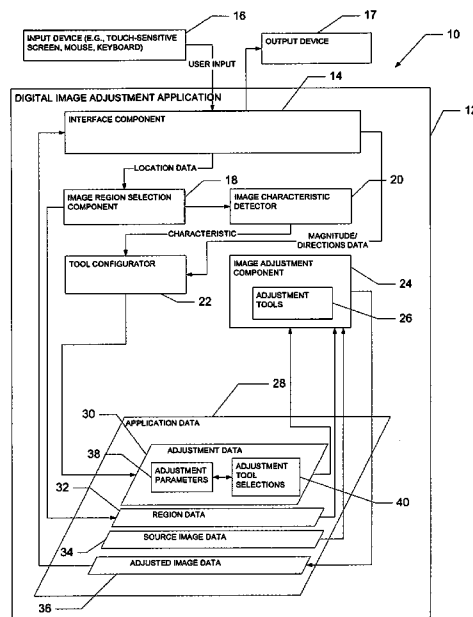 16
17
10
INPUT DEVICE (E.G., TOUCH-SENSITIVE
SCREEN, MOUSE, KEYBOARD)
OUTPUT DEVICE
USER INPUT
14
DIGITAL IMAGE ADJUSTMENT APPLICATION
12
INTERFACE COMPONENT
LOCATION DATA
18
20
IMAGE REGION SELECTION
COMPONENT
IMAGE CHARACTERISTIC
DETECTOR
CHARACTERISTIC
MAGNITUDE/
DIRECTIONS DATA
TOOL CONFIGURATOR
IMAGE ADJUSTMENT
COMPONENT
24
22
ADJUSTMENT
TOOLS
26
28
30
APPLICATION DATA
38
ADJUSTMENT DATA
ADJUSTMENT
PARAMETERS
ADJUSTMENT
TOOL
SELECTIONS
32
40
REGION DATA
34
SOURCE IMAGE DATA
ADJUSTED IMAGE DATA
36